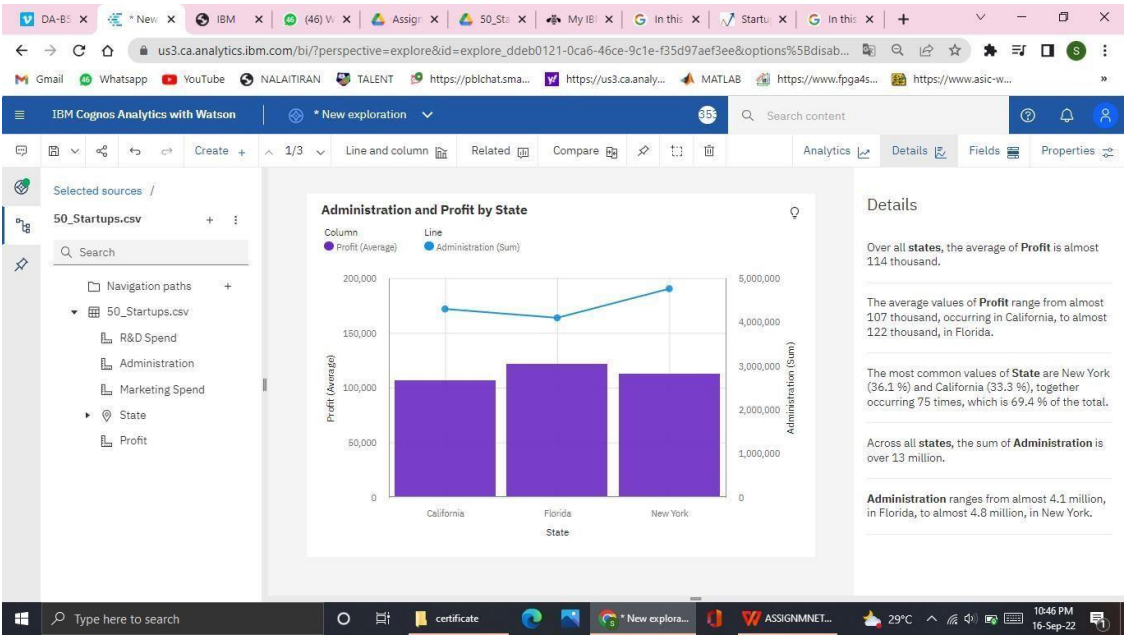 DA-BS
* New
IBM
(46) W
Assign
50_Sta
My IBI
In this
Startu
In this
us3.ca.analytics.ibm.com/bi/?perspective=explore&id=explore_ddeb0121-0ca6-46ce-9c1e-f35d97aef3ee&options%5Bdisab...
S
Gmail
Whatsapp
YouTube
NALAITIRAN
TALENT
https://pblchat.sma...
https://us3.ca.analy...
MATLAB
https://www.fpga4s...
https://www.asic-w...
»
IBM Cognos Analytics with Watson
* New exploration
353
Search content
Create +
1/3
Line and column
Related
Compare
Analytics
Details
Fields
Properties
Selected sources /
50_Startups.csv
Search
Navigation paths
50_Startups.csv
R&D Spend
Administration
Marketing Spend
State
Profit
Administration and Profit by State
Column
Line
Profit (Average)
Administration (Sum)
200,000
150,000
100,000
50,000
0
Profit (Average)
5,000,000
4,000,000
3,000,000
2,000,000
1,000,000
0
Administration (Sum)
California
Florida
New York
State
Details
Over all states, the average of Profit is almost
114 thousand.
The average values of Profit range from almost
107 thousand, occurring in California, to almost
122 thousand, in Florida.
The most common values of State are New York
(36.1 %) and California (33.3 %), together
occurring 75 times, which is 69.4 % of the total.
Across all states, the sum of Administration is
over 13 million.
Administration ranges from almost 4.1 million,
in Florida, to almost 4.8 million, in New York.
Type here to search
certificate
* New explora...
ASSIGNMNET...
29°C
10:46 PM
16-Sep-22